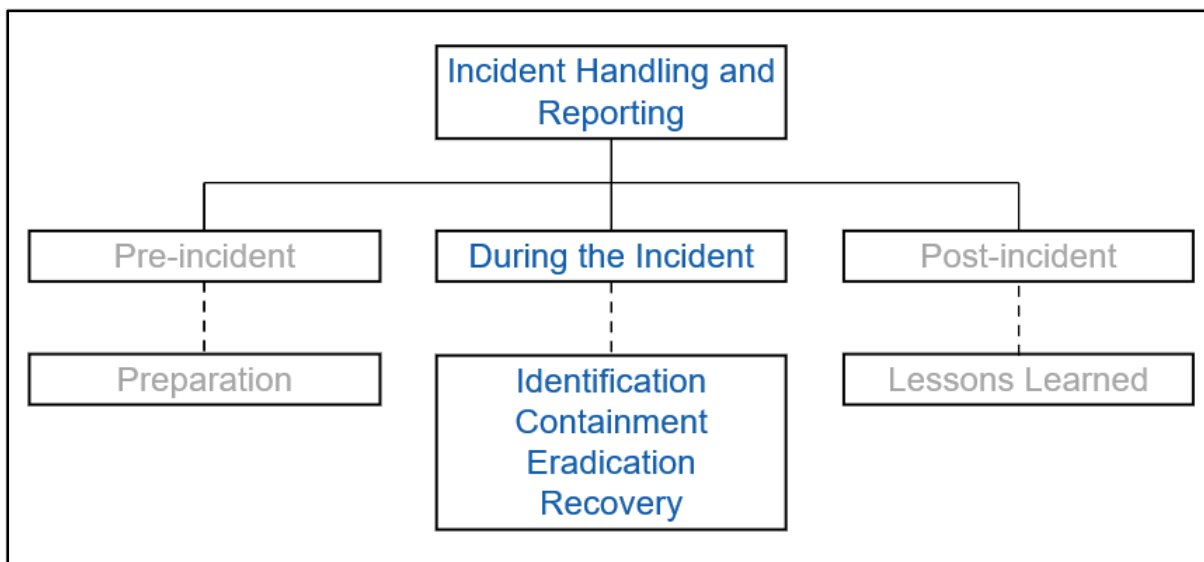 Incident Handling and
Reporting
Pre-incident
During the Incident
Post-incident
Preparation
Identification
Containment
Eradication
Recovery
Lessons Learned